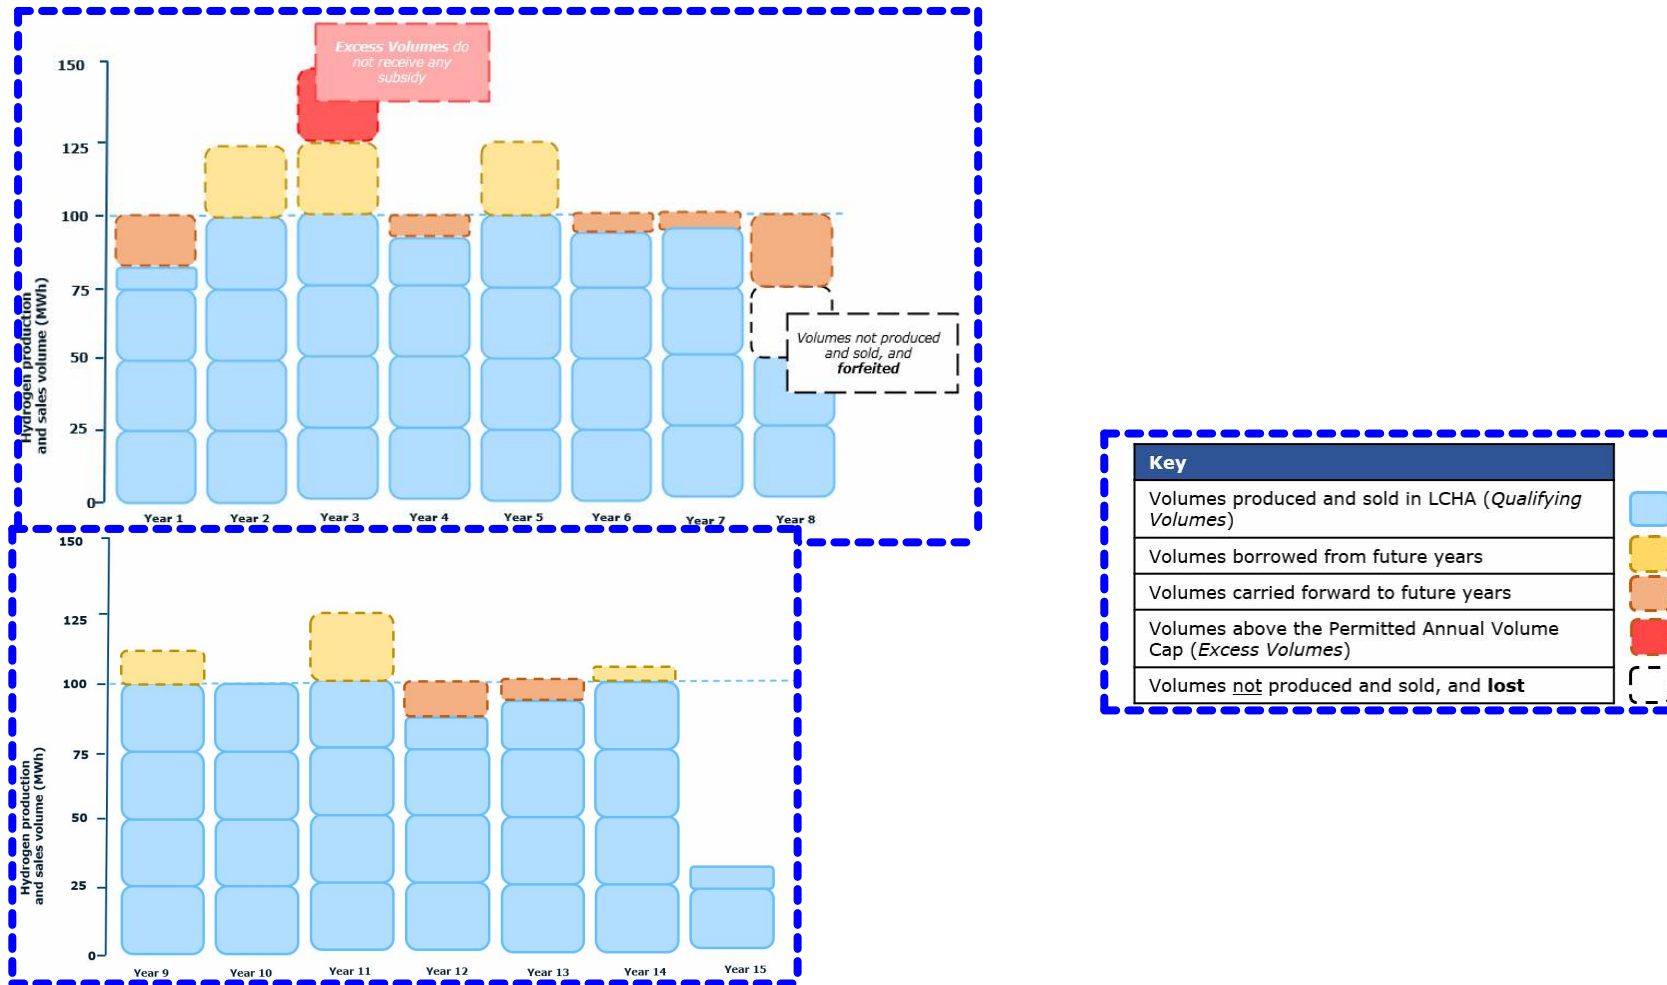 Excess Volumes do
not receive any
subsidy
150
125
100
75
50
25
0
Hydrogen production
and sales volume (MWh)
Volumes not produced
and sold, and
forfeited
Year 1
Year 2
Year 3
Year 4
Year 5
Year 6
Year 7
Year 8
150
125
100
75
50
25
0
Hydrogen production
and sales volume (MWh)
Year 9
Year 10
Year 11
Year 12
Year 13
Year 14
Year 15
Key
Volumes produced and sold in LCHA (Qualifying
Volumes)
Volumes borrowed from future years
Volumes carried forward to future years
Volumes above the Permitted Annual Volume
Cap (Excess Volumes)
Volumes not produced and sold, and lost